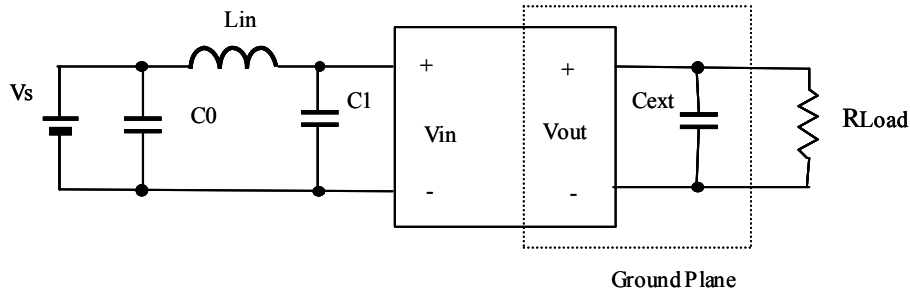 Lin
Vs
C0
C1
+
Vin
-
+
Vout
-
Cext
RLoad
Ground Plane